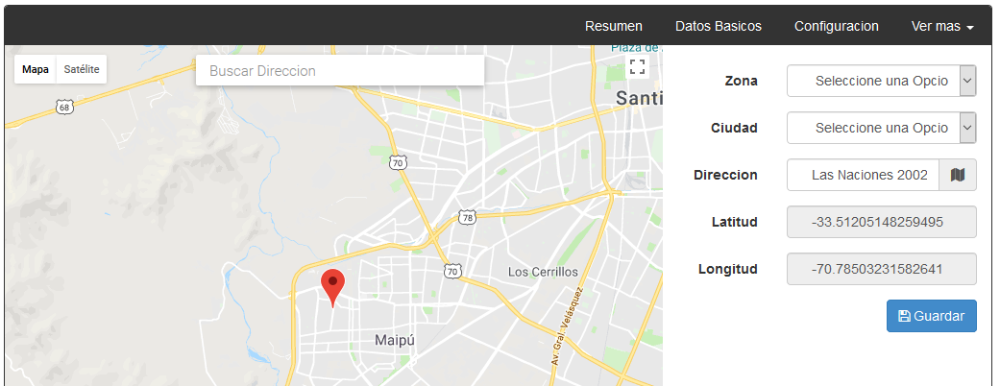 Resumen Datos Basicos Configuracion Ver mas
Mapa Satélite
Buscar Direccion
Plaza de
Santi
68
70
78
70
Los Cerrillos
Av. Gral. Velásquez
Maipú
Zona Seleccione una Opcio
Ciudad Seleccione una Opcio
Direccion Las Naciones 2002
Latitud -33.51205148259495
Longitud -70.78503231582641
Guardar